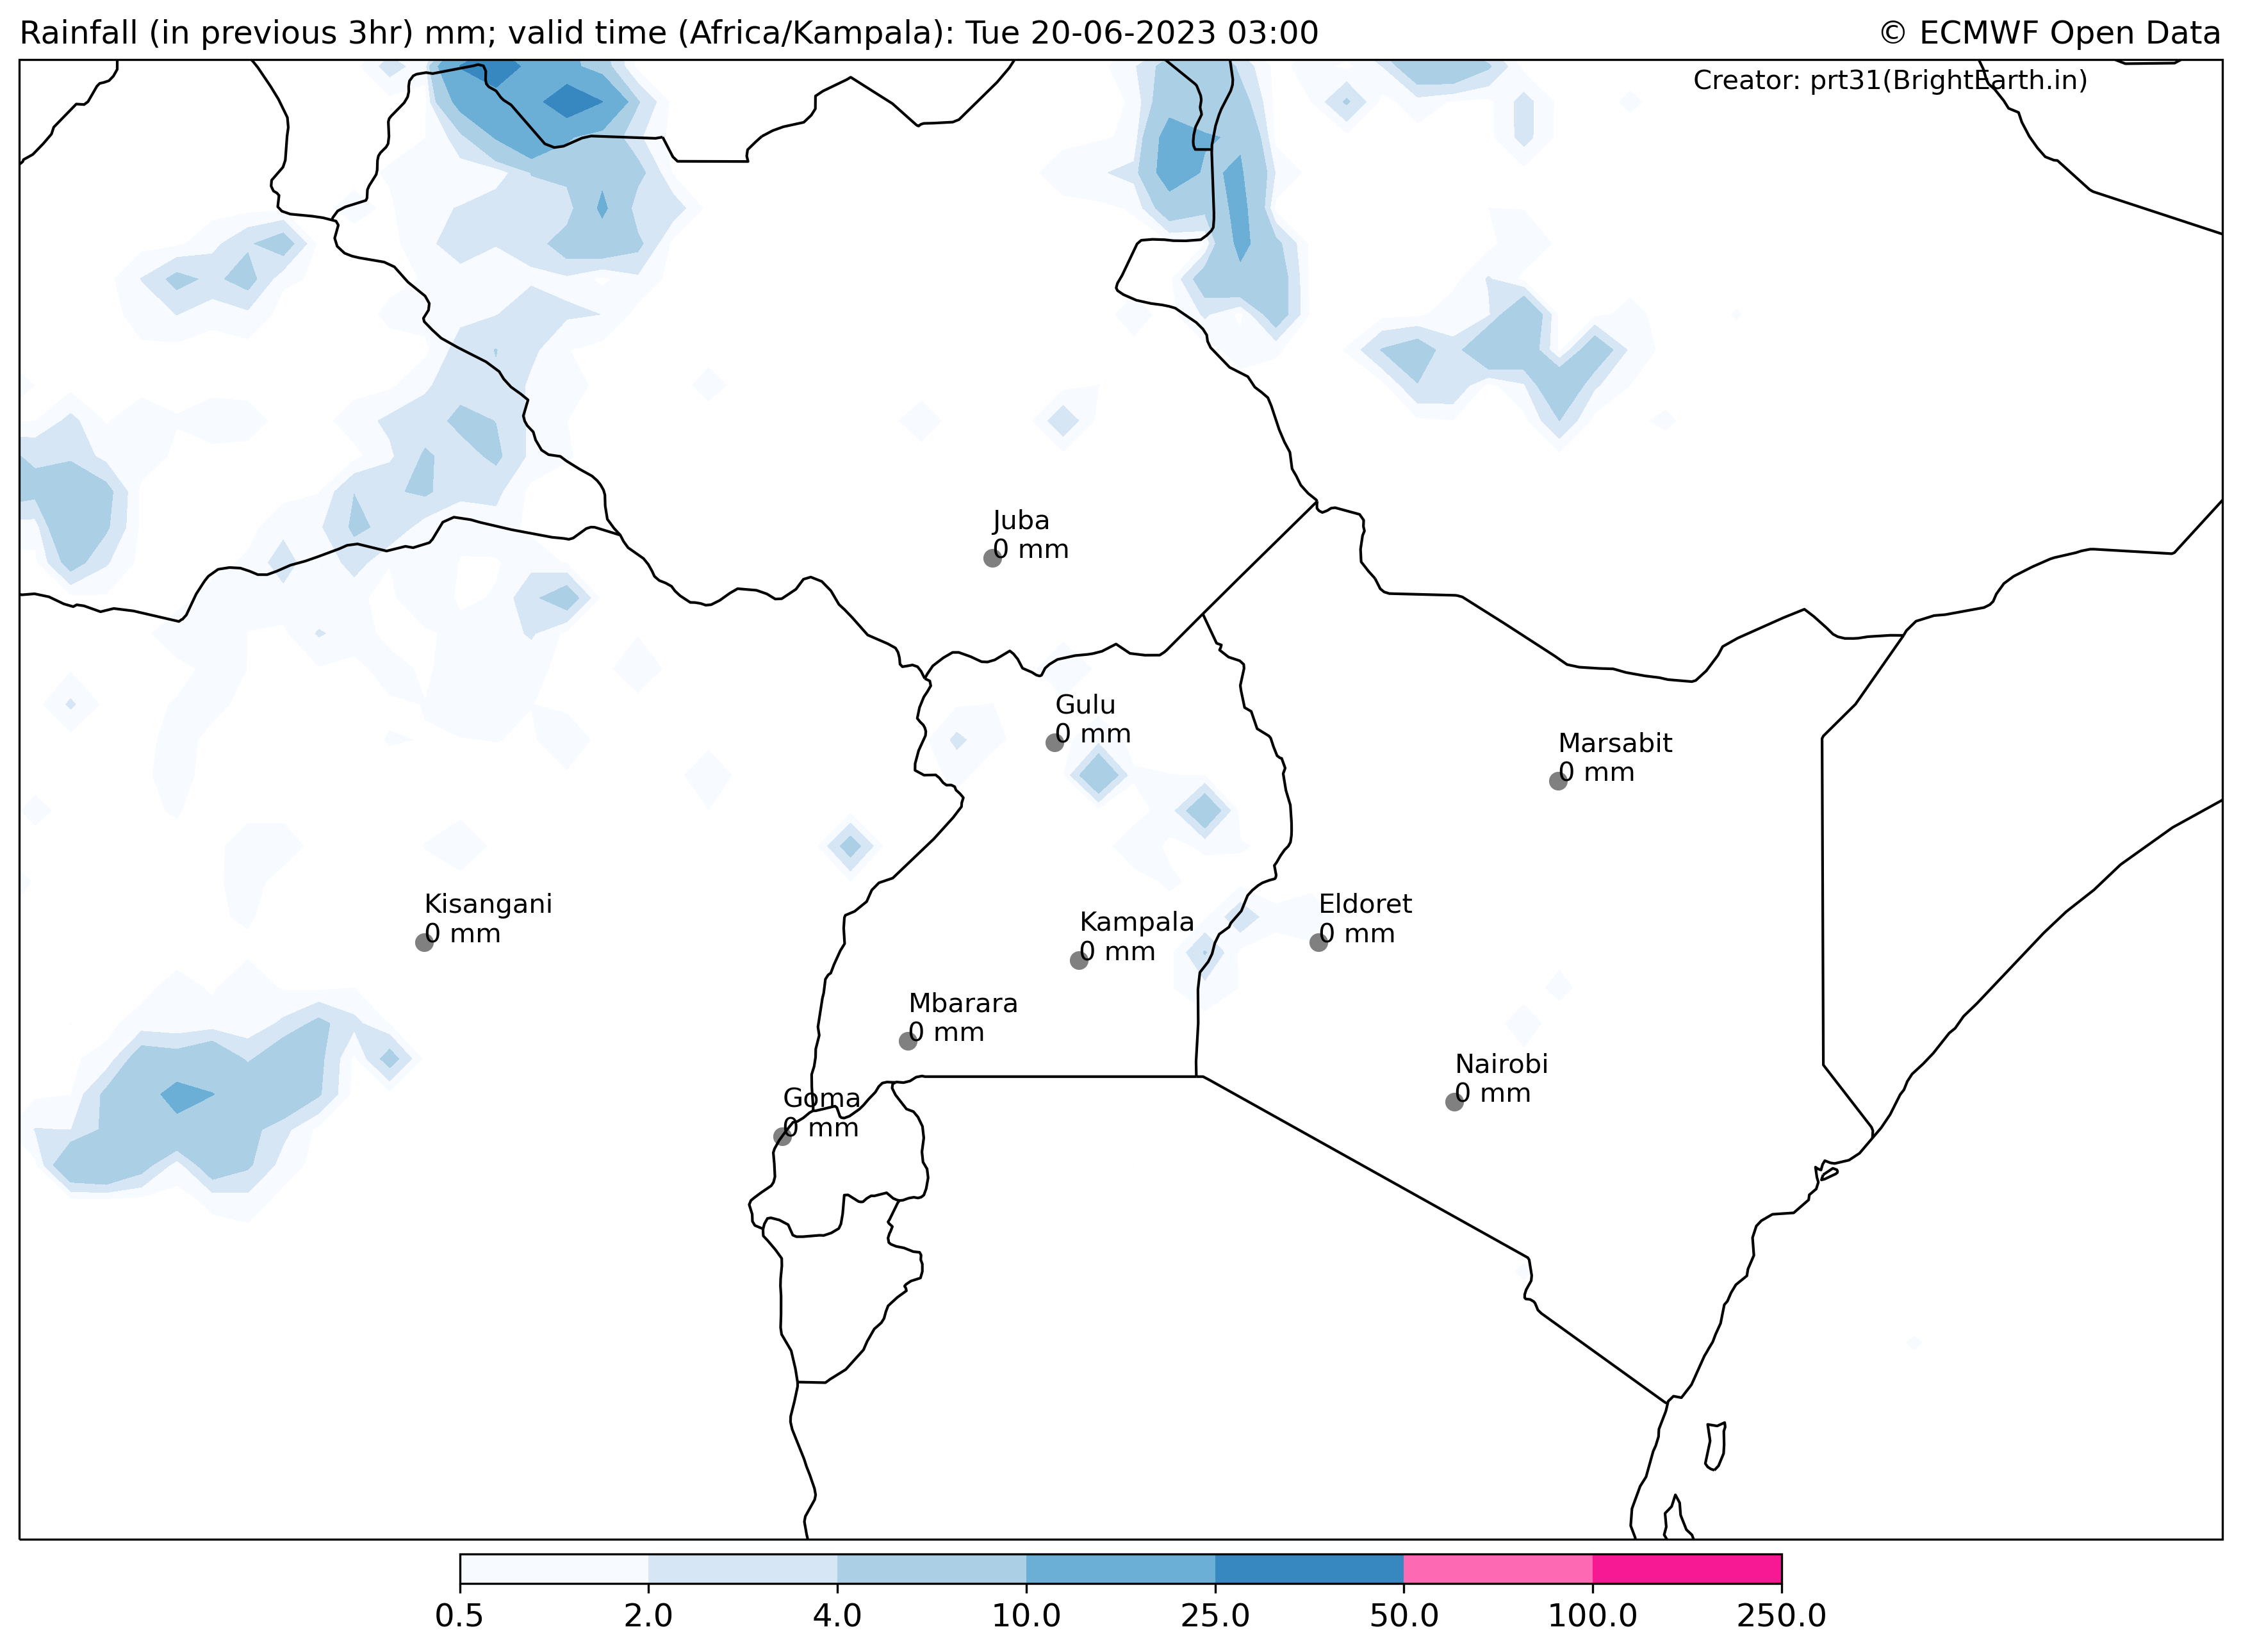 Rainfall (in previous 3hr) mm; valid time (Africa/Kampala): Tue 20-06-2023 03:00 © ECMWF Open Data
Creator: prt31(BrightEarth.in)
Juba
0 mm
Gulu
0 mm
Marsabit
0 mm
Kisangani
0 mm
Kampala
0 mm
Eldoret
0 mm
Mbarara
0 mm
Nairobi
0 mm
Goma
0 mm
0.5 2.0 4.0 10.0 25.0 50.0 100.0 250.0